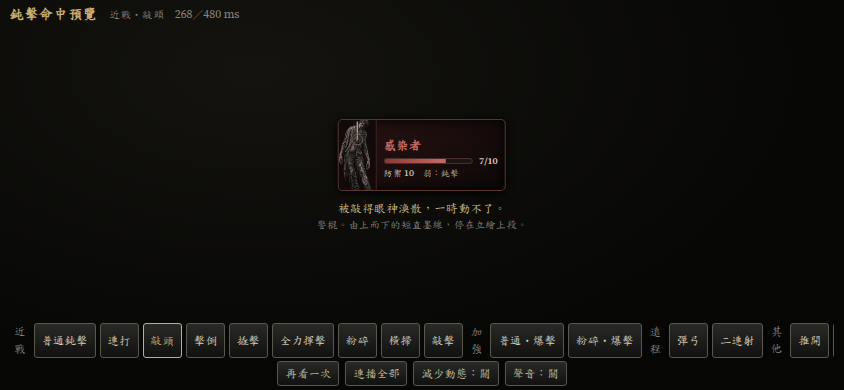 鈍擊命中預覽 近戰・敲頭 268／480 ms
感染者
7/10
防禦 10 弱：鈍擊
被敲得眼神渙散，一時動不了。
警棍。由上而下的短直墨線，停在立繪上段。
近戰 普通鈍擊 連打 敲頭 擊倒 撬擊 全力揮擊 粉碎 橫掃 敲擊 加強 普通・爆擊 粉碎・爆擊 遠程 彈弓 二連射 其他 推開
再看一次 連播全部 減少動態：關 聲音：關